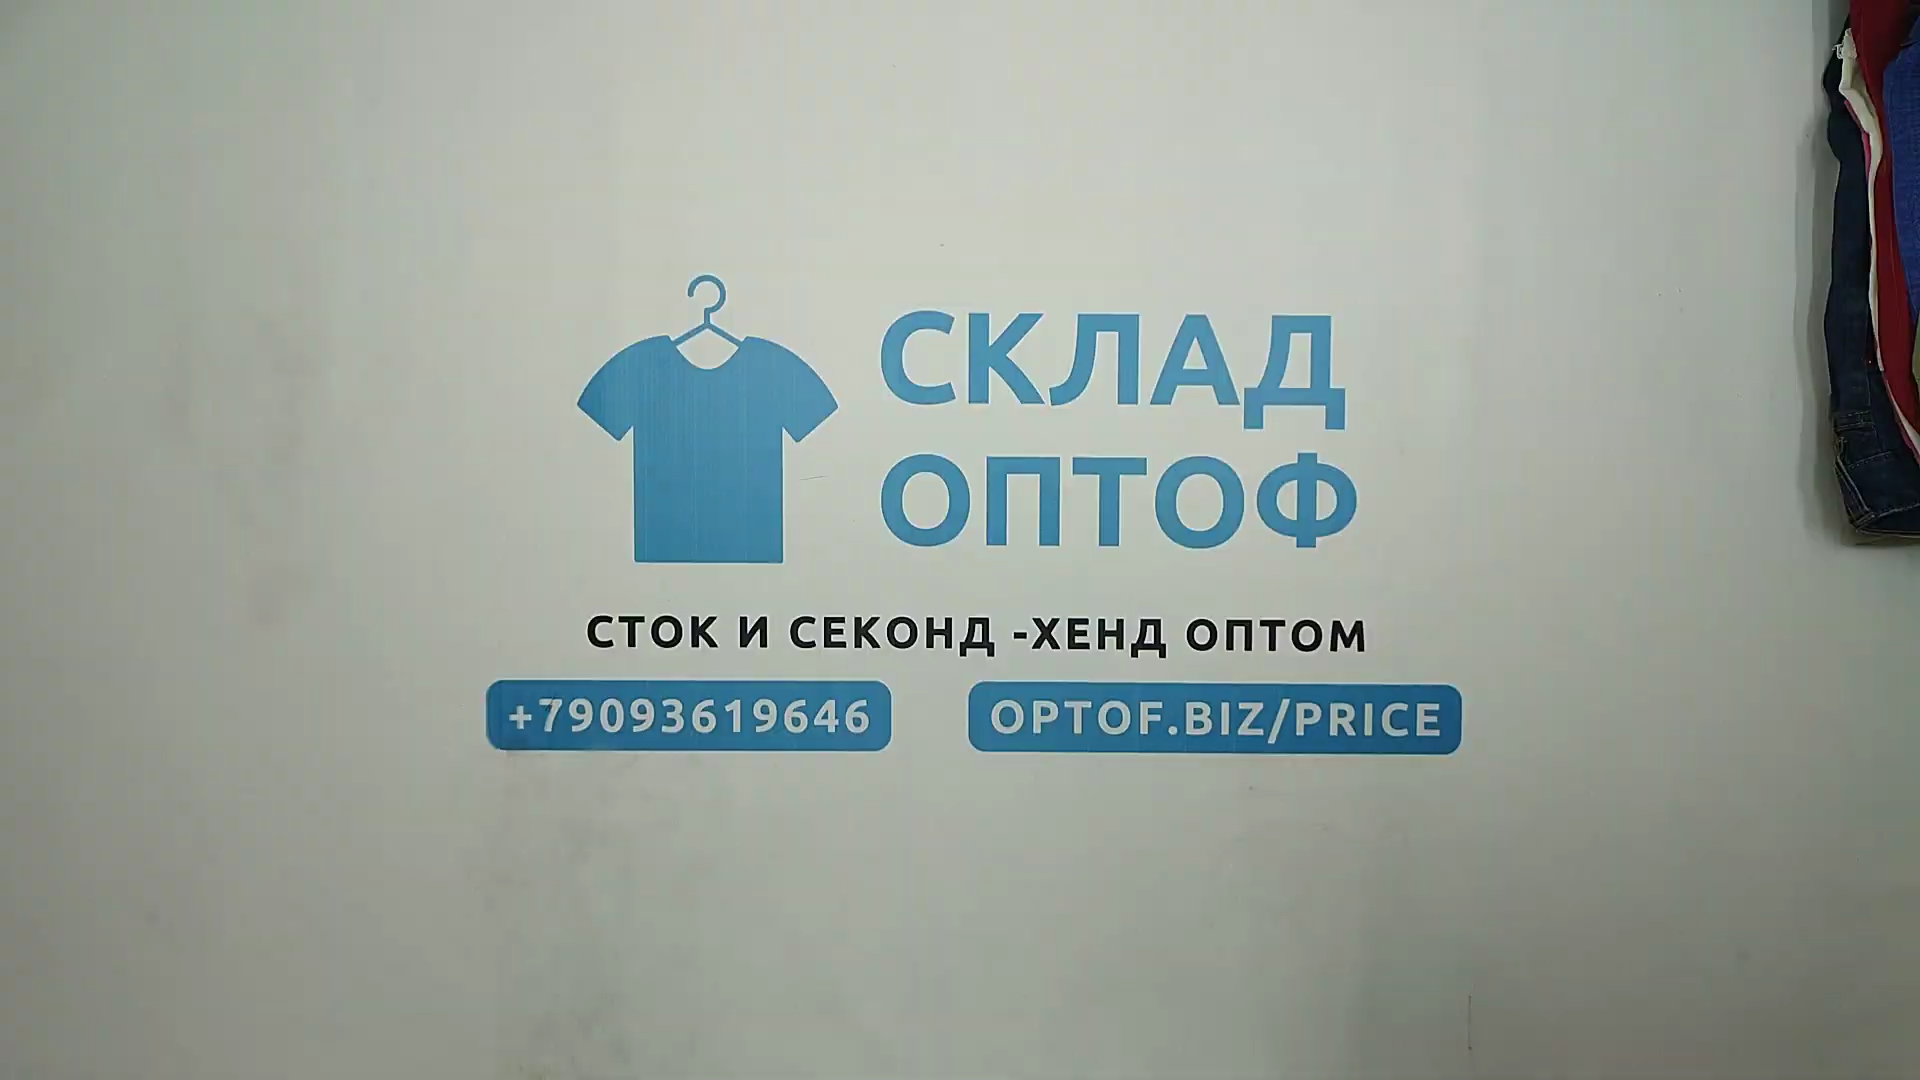 СКЛАД
ОПТОФ
СТОК И СЕКОНД -ХЕНД ОПТОМ
+79093619646 OPTOF.BIZ/PRICE